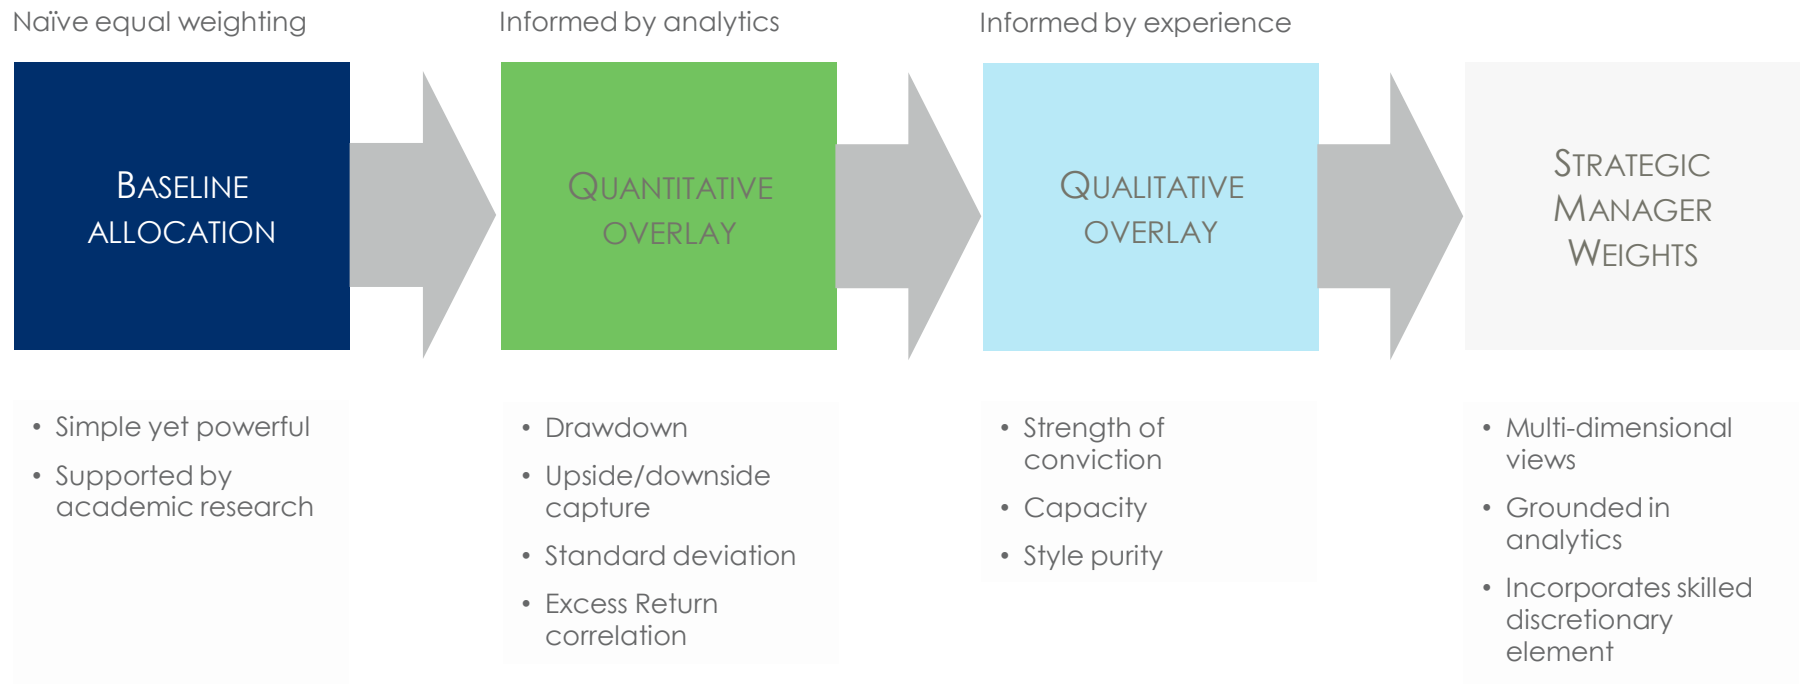 Naïve equal weighting
Informed by analytics
Informed by experience
BASELINE
ALLOCATION
QUANTITATIVE
OVERLAY
QUALITATIVE
OVERLAY
STRATEGIC
MANAGER
WEIGHTS
• Simple yet powerful
• Supported by
academic research
• Drawdown
• Upside/downside
capture
• Standard deviation
• Excess Return
correlation
• Strength of
conviction
• Capacity
• Style purity
• Multi-dimensional
views
• Grounded in
analytics
• Incorporates skilled
discretionary
element